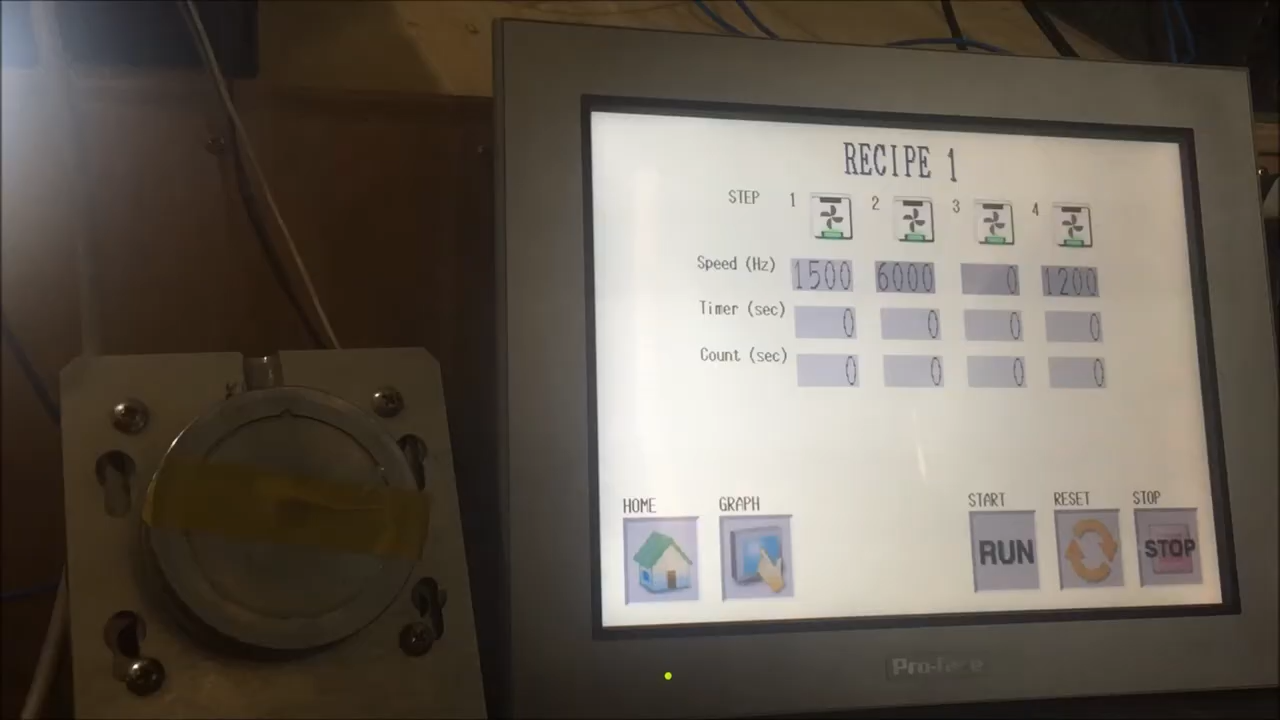 RECIPE 1
STEP 1 2 3 4
Speed (Hz) 1500 6000 0 1200
Timer (sec) 0 0 0 0
Count (sec) 0 0 0 0
HOME GRAPH START RESET STOP
RUN STOP
Pro-face